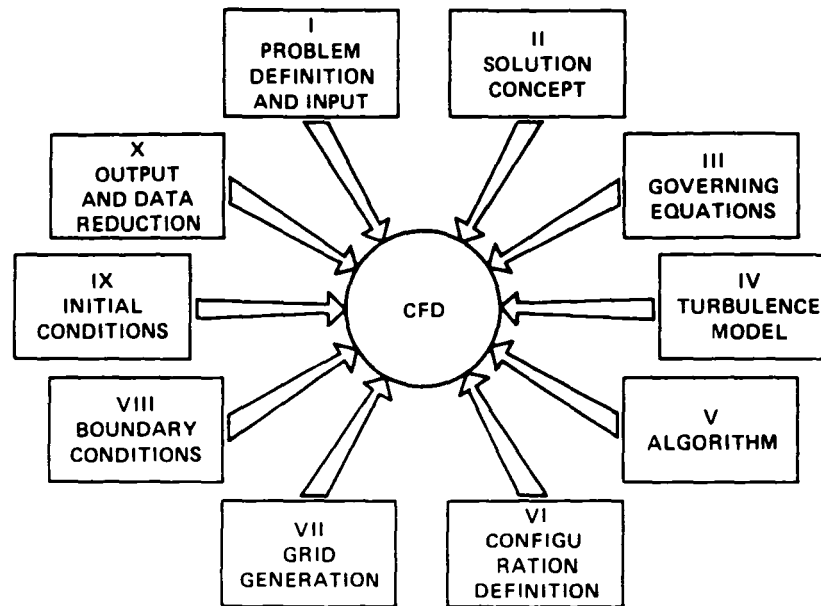 I
PROBLEM
DEFINITION
AND INPUT
II
SOLUTION
CONCEPT
III
GOVERNING
EQUATIONS
IV
TURBULENCE
MODEL
V
ALGORITHM
VI
CONFIGU
RATION
DEFINITION
VII
GRID
GENERATION
VIII
BOUNDARY
CONDITIONS
IX
INITIAL
CONDITIONS
X
OUTPUT
AND DATA
REDUCTION
CFD